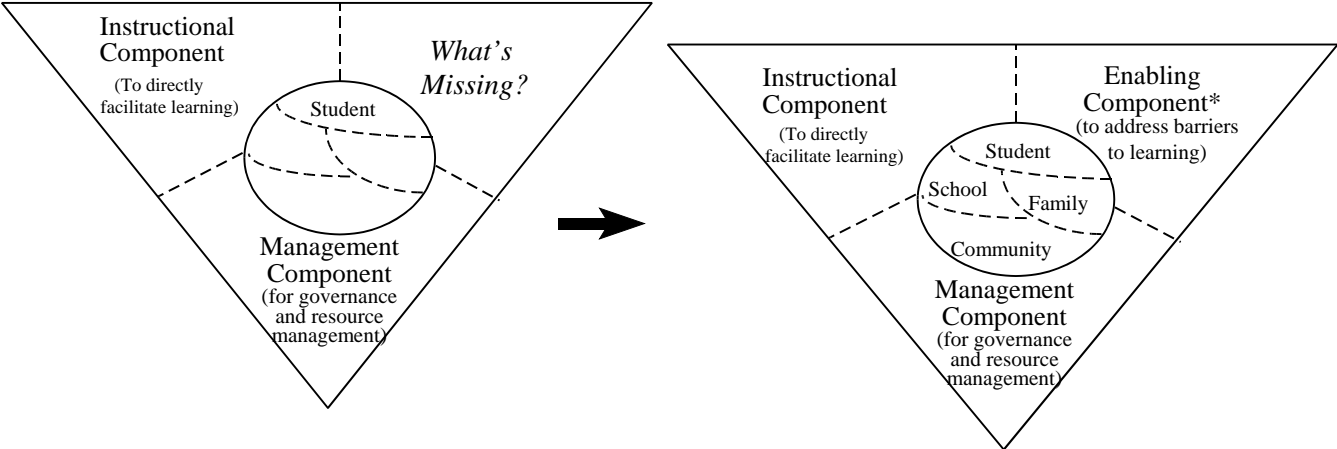 Instructional
Component
(To directly
facilitate learning)
What's
Missing?
Student
Management
Component
(for governance
and resource
management)
Instructional
Component
(To directly
facilitate learning)
Enabling
Component*
(to address barriers
to learning)
Student
School
Family
Community
Management
Component
(for governance
and resource
management)